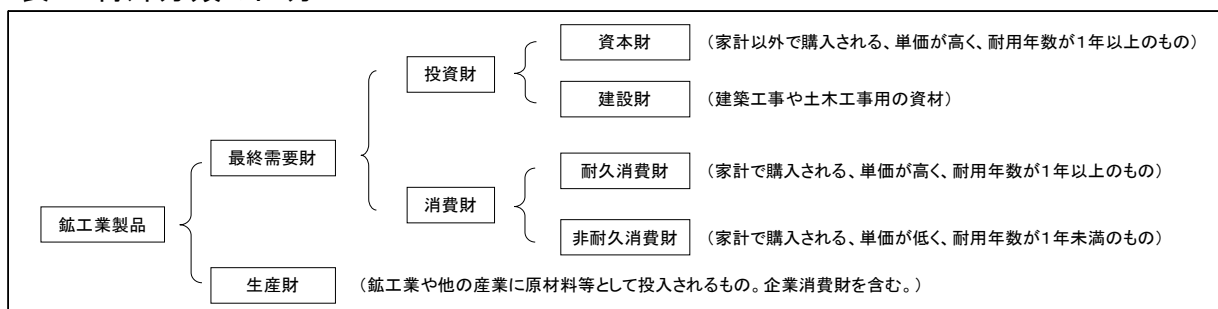 資本財 （家計以外で購入される、単価が高く、耐用年数が1年以上のもの）
投資財
建設財 （建築工事や土木工事用の資材）
最終需要財
耐久消費財 （家計で購入される、単価が高く、耐用年数が1年以上のもの）
消費財
鉱工業製品
非耐久消費財 （家計で購入される、単価が低く、耐用年数が1年未満のもの）
生産財 （鉱工業や他の産業に原材料等として投入されるもの。企業消費財を含む。）